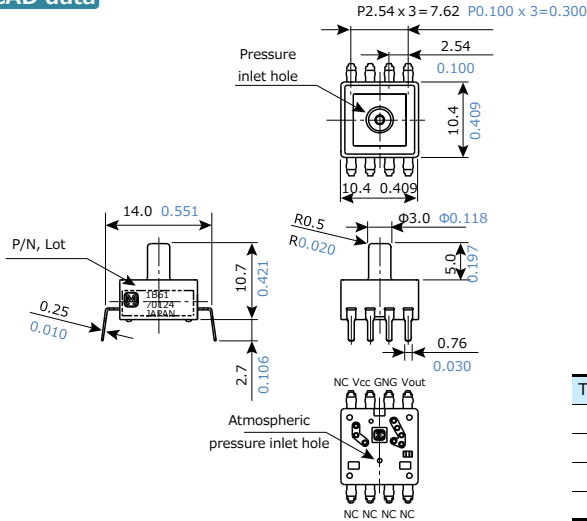 CAD data
P2.54 x 3=7.62 P0.100 x 3=0.300
2.54
0.100
Pressure
inlet hole
10.4
0.409
10.4 0.409
14.0 0.551
P/N, Lot
10.7
0.421
1B61
70124
JAPAN
0.25
0.010
2.7
0.106
R0.5
R0.020
Φ3.0 Φ0.118
5.0
0.197
0.76
0.030
NC Vcc GNG Vout
Atmospheric
pressure inlet hole
NC NC NC NC
T